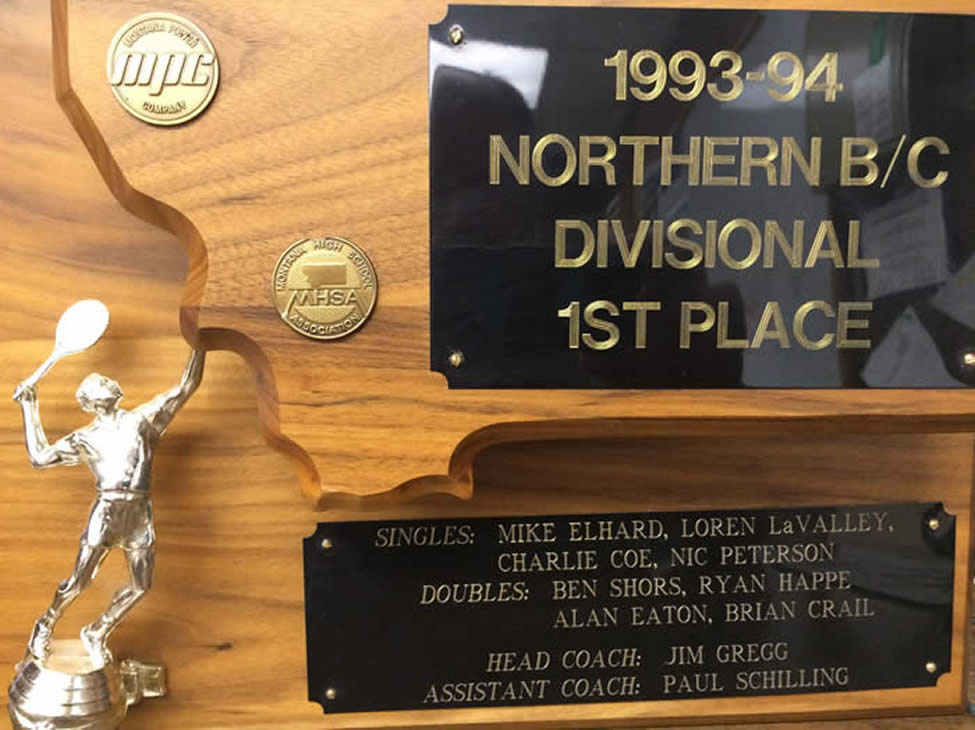 MONTANA POWER
mpc
COMPANY
MONTANA HIGH SCHOOL
MHSA
ASSOCIATION
1993-94
NORTHERN B/C
DIVISIONAL
1ST PLACE
SINGLES: MIKE ELHARD, LOREN LaVALLEY,
CHARLIE COE, NIC PETERSON
DOUBLES: BEN SHORS, RYAN HAPPE
ALAN EATON, BRIAN CRAIL
HEAD COACH: JIM GREGG
ASSISTANT COACH: PAUL SCHILLING